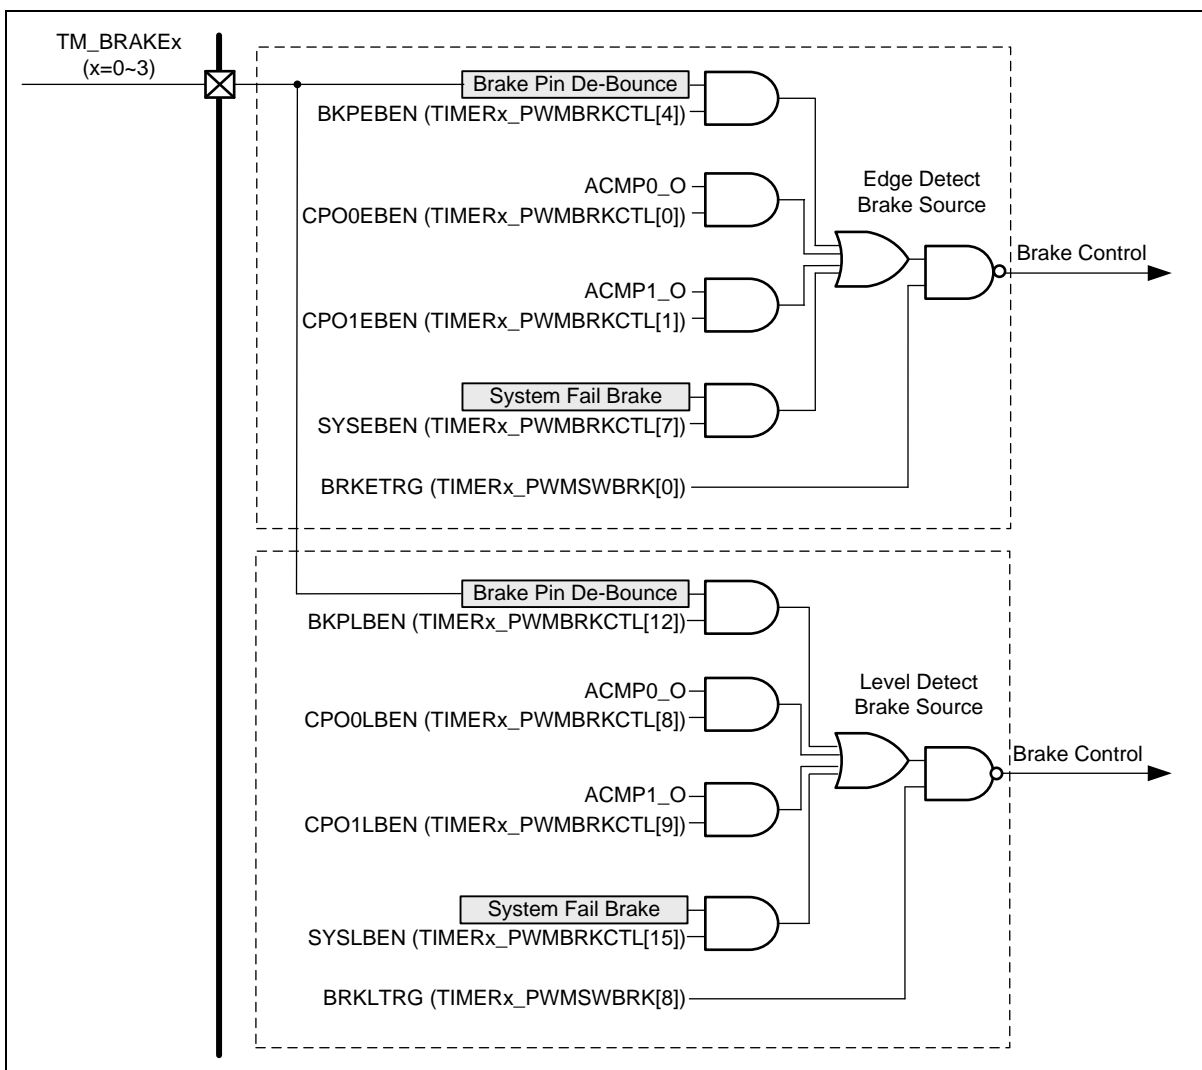 TM_BRAKEx
(x=0~3)
Brake Pin De-Bounce
BKPEBEN (TIMERx_PWMBRKCTL[4])
ACMP0_O
CPO0EBEN (TIMERx_PWMBRKCTL[0])
Edge Detect
Brake Source
Brake Control
ACMP1_O
CPO1EBEN (TIMERx_PWMBRKCTL[1])
System Fail Brake
SYSEBEN (TIMERx_PWMBRKCTL[7])
BRKETRG (TIMERx_PWMSWBRK[0])
Brake Pin De-Bounce
BKPLBEN (TIMERx_PWMBRKCTL[12])
ACMP0_O
CPO0LBEN (TIMERx_PWMBRKCTL[8])
Level Detect
Brake Source
Brake Control
ACMP1_O
CPO1LBEN (TIMERx_PWMBRKCTL[9])
System Fail Brake
SYSLBEN (TIMERx_PWMBRKCTL[15])
BRKLTRG (TIMERx_PWMSWBRK[8])